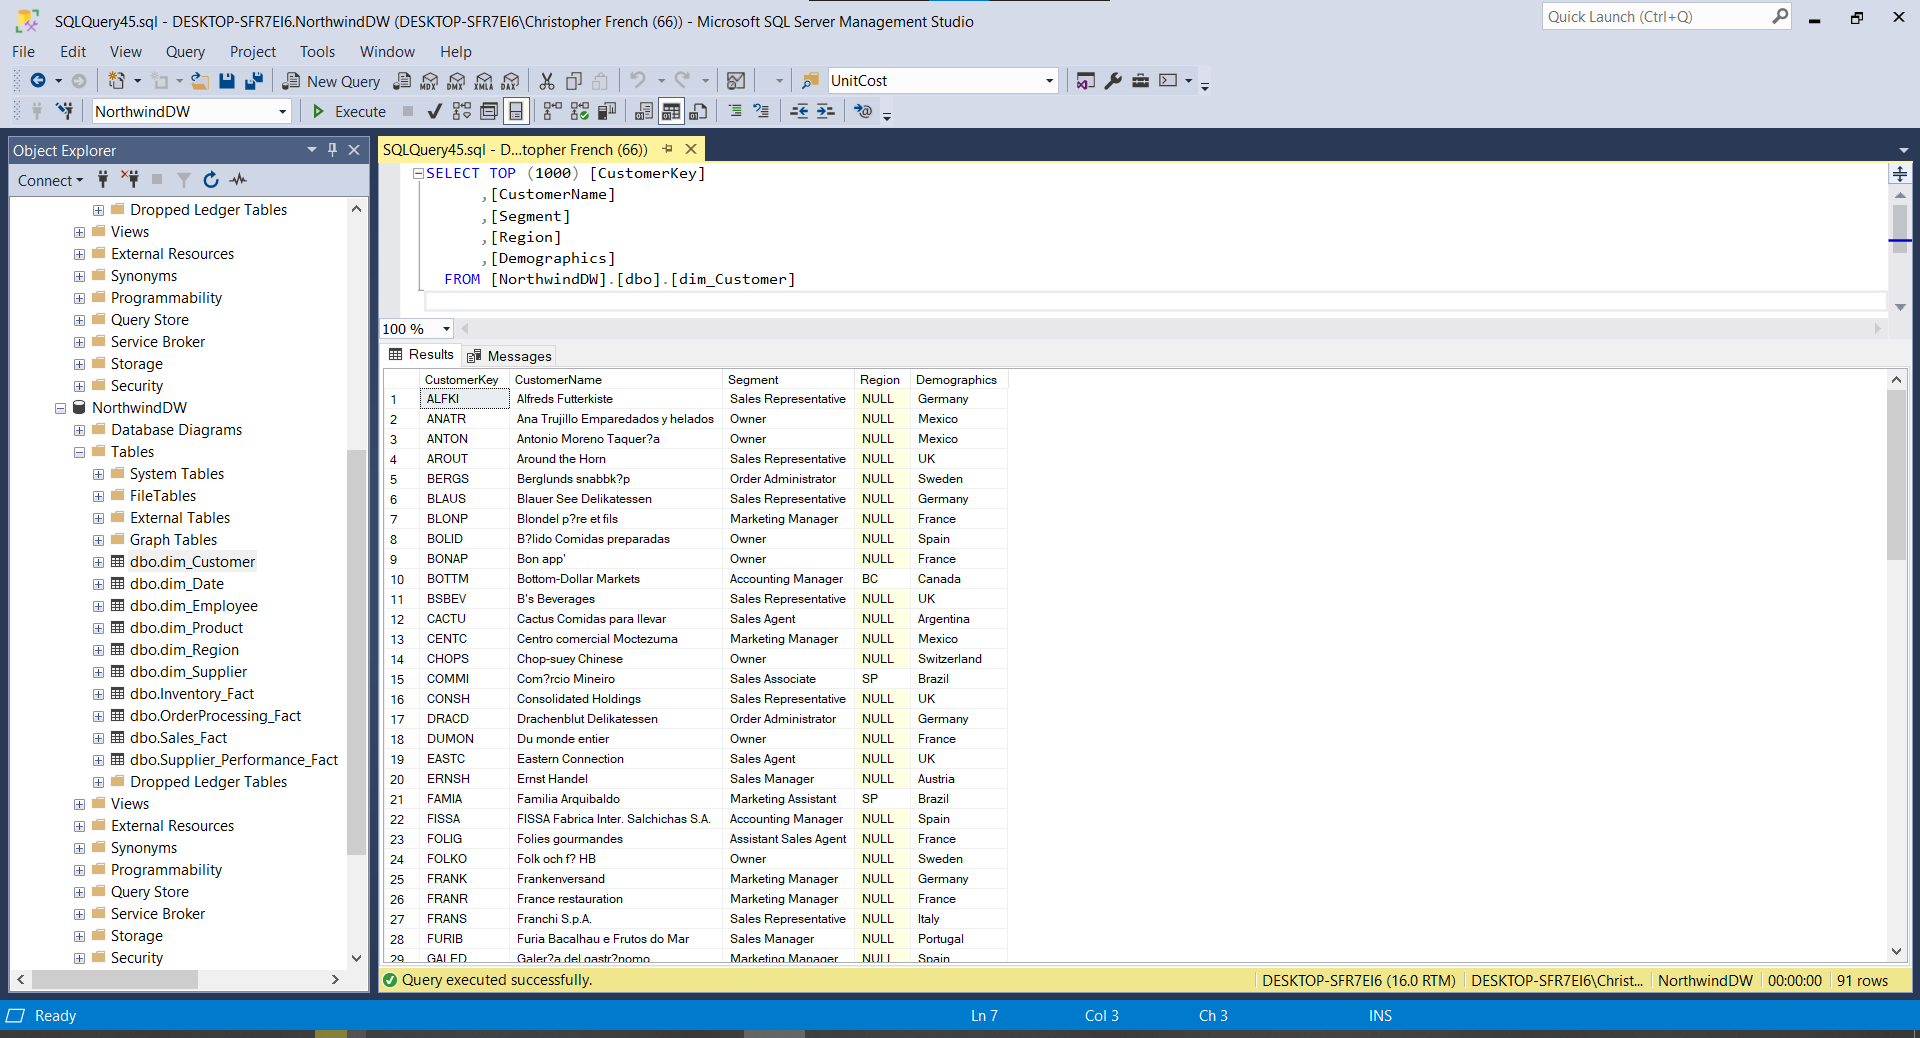 SQLQuery45.sql - DESKTOP-SFR7EI6.NorthwindDW (DESKTOP-SFR7EI6\Christopher French (66)) - Microsoft SQL Server Management Studio
Quick Launch (Ctrl+Q)
File Edit View Query Project Tools Window Help
New Query MDX DMX XMLA DAX UnitCost
NorthwindDW Execute
Object Explorer
Connect
Dropped Ledger Tables
Views
External Resources
Synonyms
Programmability
Query Store
Service Broker
Storage
Security
NorthwindDW
Database Diagrams
Tables
System Tables
FileTables
External Tables
Graph Tables
dbo.dim_Customer
dbo.dim_Date
dbo.dim_Employee
dbo.dim_Product
dbo.dim_Region
dbo.dim_Supplier
dbo.Inventory_Fact
dbo.OrderProcessing_Fact
dbo.Sales_Fact
dbo.Supplier_Performance_Fact
Dropped Ledger Tables
Views
External Resources
Synonyms
Programmability
Query Store
Service Broker
Storage
Security
SQLQuery45.sql - D...topher French (66))
SELECT TOP (1000) [CustomerKey]
,[CustomerName]
,[Segment]
,[Region]
,[Demographics]
FROM [NorthwindDW].[dbo].[dim_Customer]
100 %
Results Messages
CustomerKey CustomerName Segment Region Demographics
1 ALFKI Alfreds Futterkiste Sales Representative NULL Germany
2 ANATR Ana Trujillo Emparedados y helados Owner NULL Mexico
3 ANTON Antonio Moreno Taquer?a Owner NULL Mexico
4 AROUT Around the Horn Sales Representative NULL UK
5 BERGS Berglunds snabbk?p Order Administrator NULL Sweden
6 BLAUS Blauer See Delikatessen Sales Representative NULL Germany
7 BLONP Blondel p?re et fils Marketing Manager NULL France
8 BOLID B?lido Comidas preparadas Owner NULL Spain
9 BONAP Bon app' Owner NULL France
10 BOTTM Bottom-Dollar Markets Accounting Manager BC Canada
11 BSBEV B's Beverages Sales Representative NULL UK
12 CACTU Cactus Comidas para llevar Sales Agent NULL Argentina
13 CENTC Centro comercial Moctezuma Marketing Manager NULL Mexico
14 CHOPS Chop-suey Chinese Owner NULL Switzerland
15 COMMI Com?rcio Mineiro Sales Associate SP Brazil
16 CONSH Consolidated Holdings Sales Representative NULL UK
17 DRACD Drachenblut Delikatessen Order Administrator NULL Germany
18 DUMON Du monde entier Owner NULL France
19 EASTC Eastern Connection Sales Agent NULL UK
20 ERNSH Ernst Handel Sales Manager NULL Austria
21 FAMIA Familia Arquibaldo Marketing Assistant SP Brazil
22 FISSA FISSA Fabrica Inter. Salchichas S.A. Accounting Manager NULL Spain
23 FOLIG Folies gourmandes Assistant Sales Agent NULL France
24 FOLKO Folk och f? HB Owner NULL Sweden
25 FRANK Frankenversand Marketing Manager NULL Germany
26 FRANR France restauration Marketing Manager NULL France
27 FRANS Franchi S.p.A. Sales Representative NULL Italy
28 FURIB Furia Bacalhau e Frutos do Mar Sales Manager NULL Portugal
29 GALED Galer?a del gastr?nomo Marketing Manager NULL Spain
Query executed successfully. DESKTOP-SFR7EI6 (16.0 RTM) DESKTOP-SFR7EI6\Christ... NorthwindDW 00:00:00 91 rows
Ready Ln 7 Col 3 Ch 3 INS